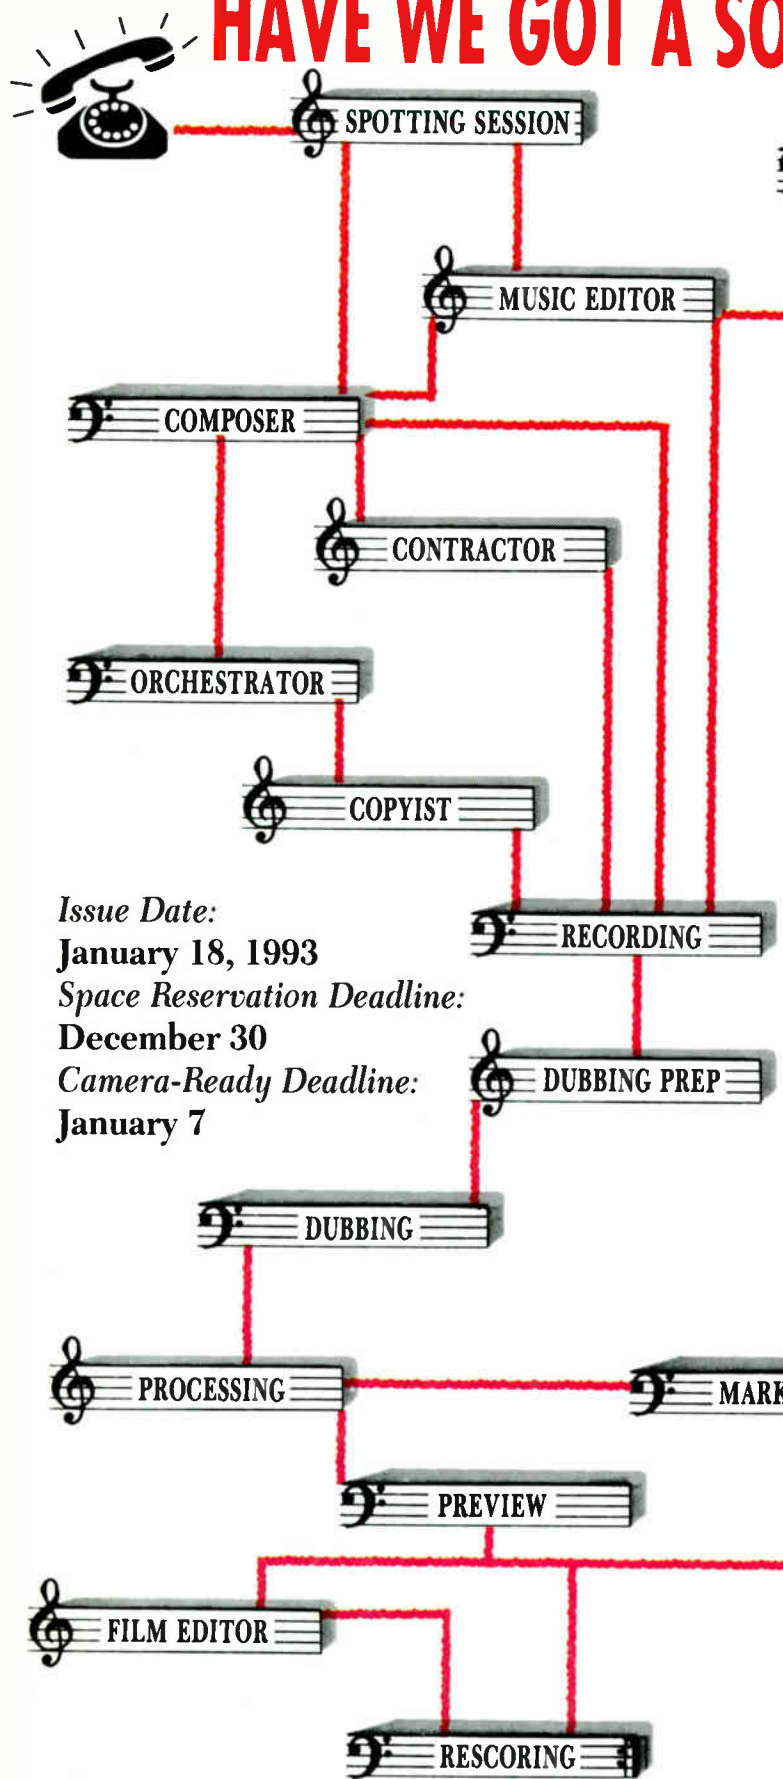 HAVE WE GOT A SO
SPOTTING SESSION
MUSIC EDITOR
COMPOSER
CONTRACTOR
ORCHESTRATOR
COPYIST
Issue Date:
January 18, 1993
RECORDING
Space Reservation Deadline:
December 30
Camera-Ready Deadline:
January 7
DUBBING PREP
DUBBING
PROCESSING
MARK
PREVIEW
FILM EDITOR
RESCORING